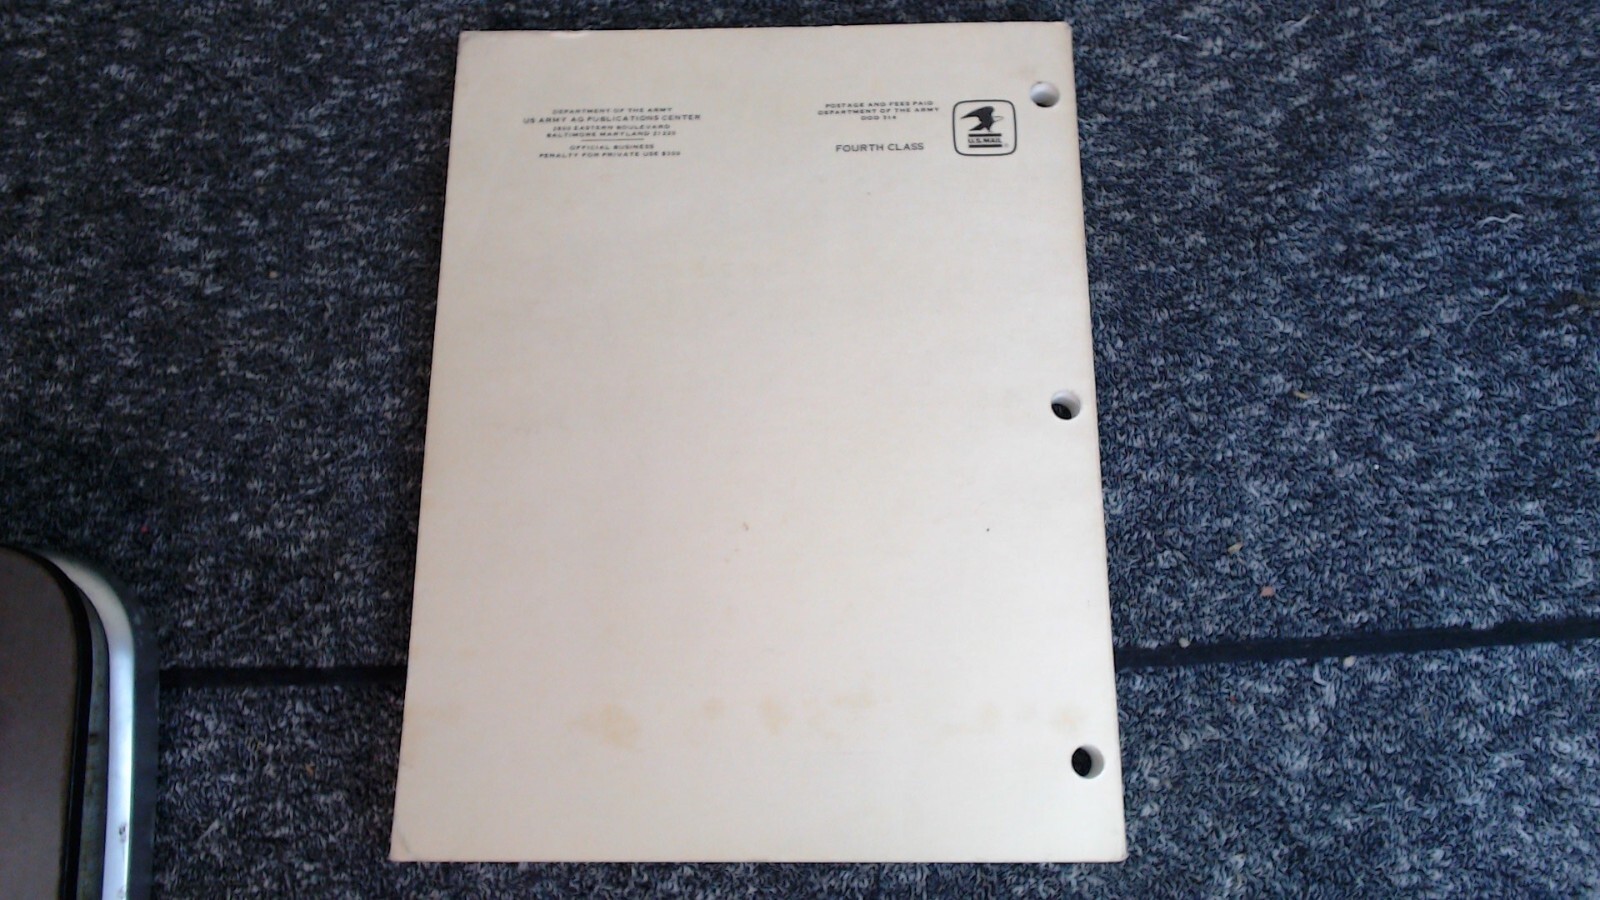 DEPARTMENT OF THE ARMY
US ARMY AG PUBLICATIONS CENTER
2800 EASTERN BOULEVARD
BALTIMORE MARYLAND 21220
OFFICIAL BUSINESS
PENALTY FOR PRIVATE USE $300
POSTAGE AND FEES PAID
DEPARTMENT OF THE ARMY
DOD 314
FOURTH CLASS
U.S. MAIL